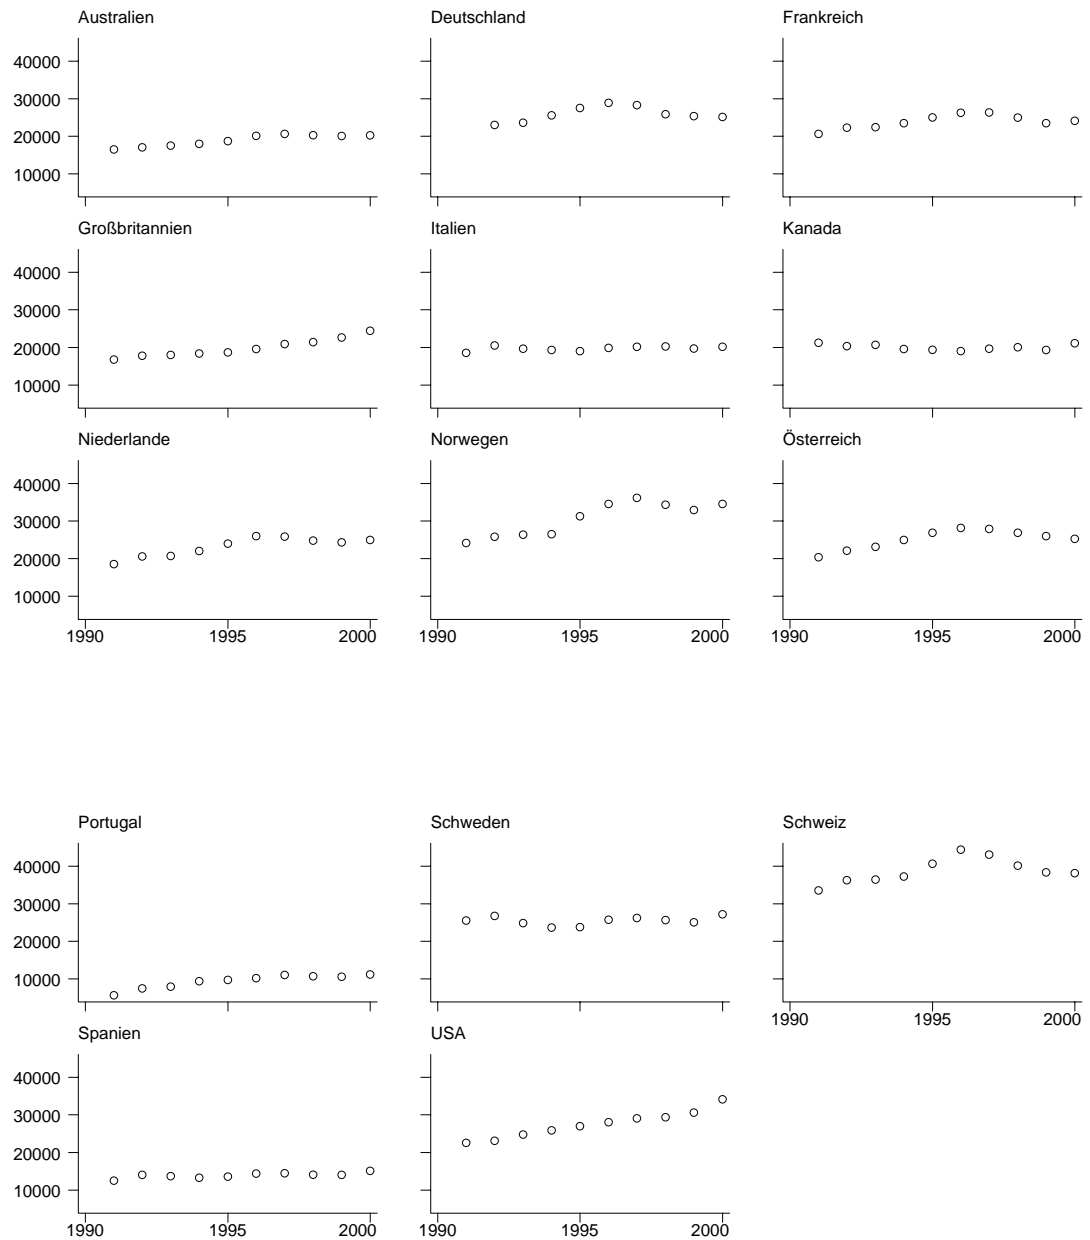 Australien Deutschland Frankreich
40000
30000
20000
10000
Großbritannien Italien Kanada
40000
30000
20000
10000
Niederlande Norwegen Österreich
40000
30000
20000
10000
1990 1995 2000 1990 1995 2000 1990 1995 2000
Portugal Schweden Schweiz
40000
30000
20000
10000
1990 1995 2000
Spanien USA
40000
30000
20000
10000
1990 1995 2000 1990 1995 2000